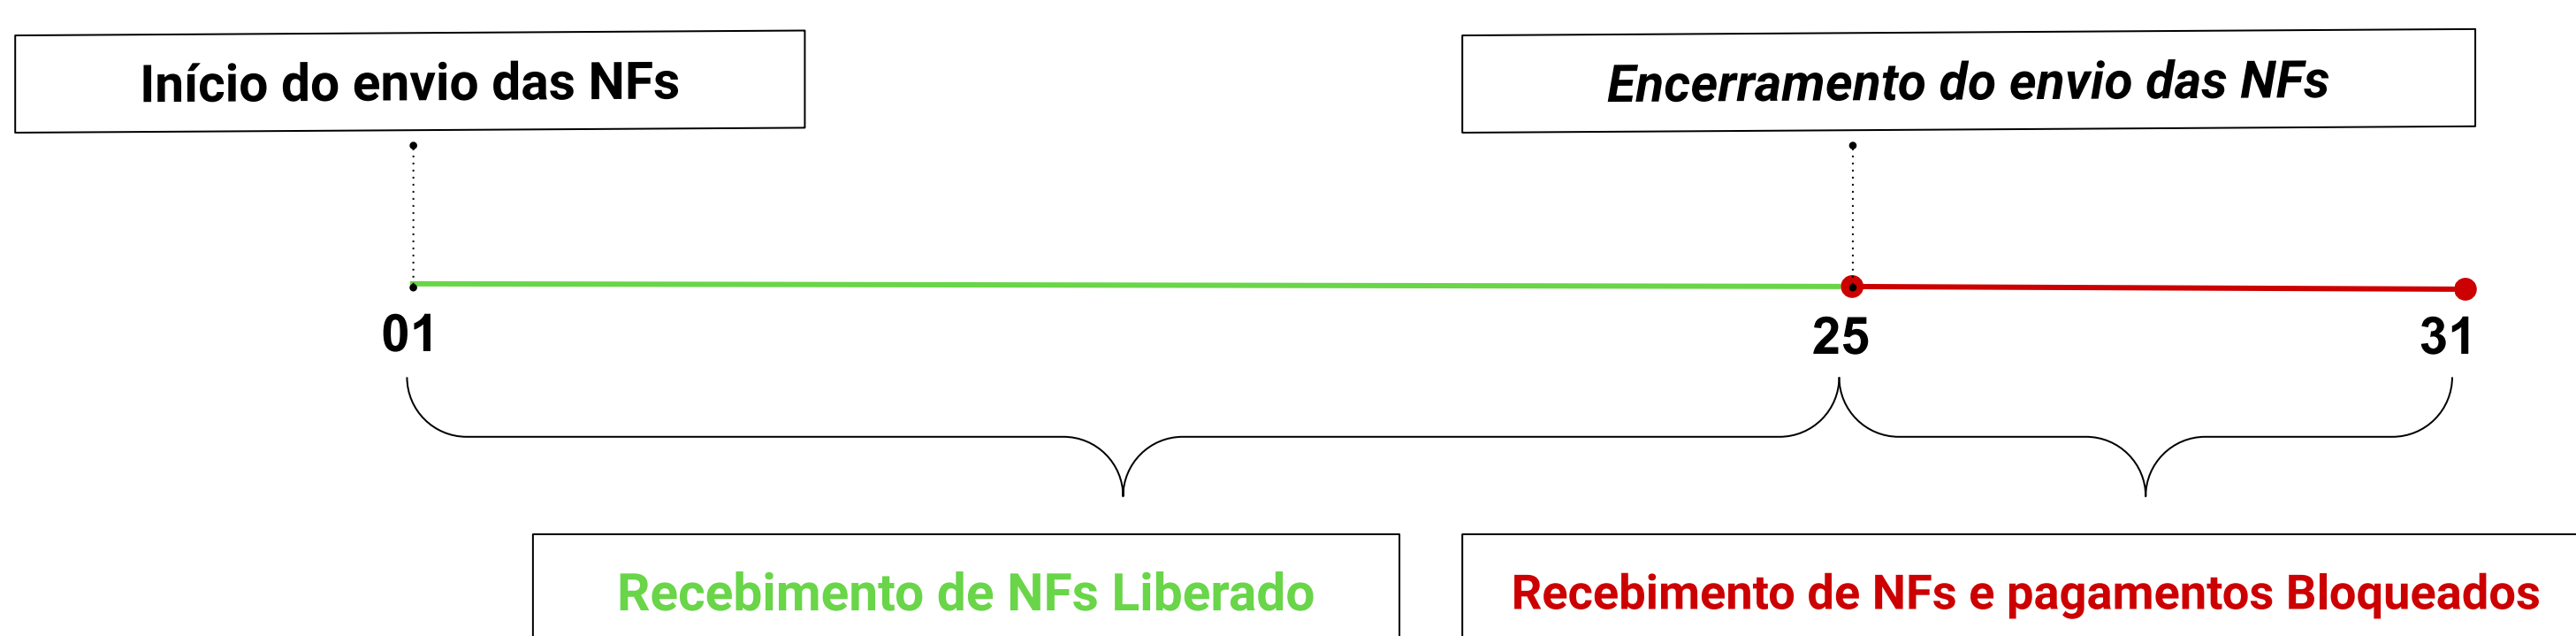 Início do envio das NFs
Encerramento do envio das NFs
01
25
31
Recebimento de NFs Liberado
Recebimento de NFs e pagamentos Bloqueados